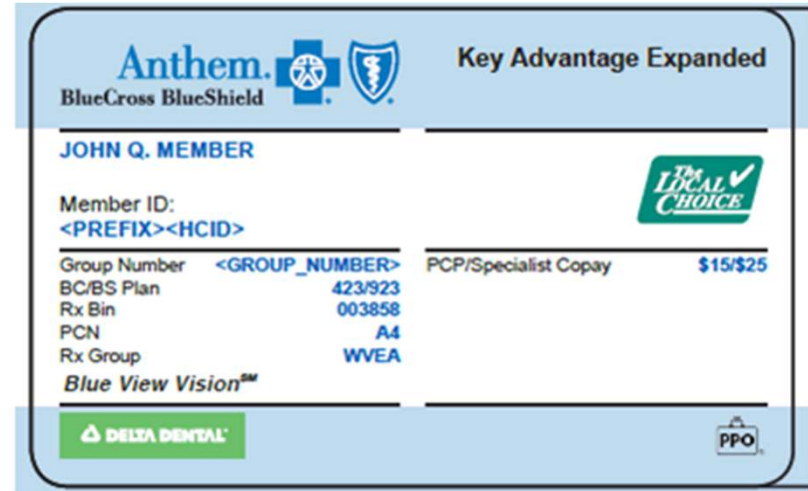 Anthem.
BlueCross BlueShield
Key Advantage Expanded
JOHN Q. MEMBER
The
LOCAL
CHOICE
Member ID:
<PREFIX><HCID>
Group Number <GROUP_NUMBER>
BC/BS Plan 423/923
Rx Bin 003858
PCN A4
Rx Group WVEA
Blue View Vision℠
PCP/Specialist Copay $15/$25
DELTA DENTAL
PPO